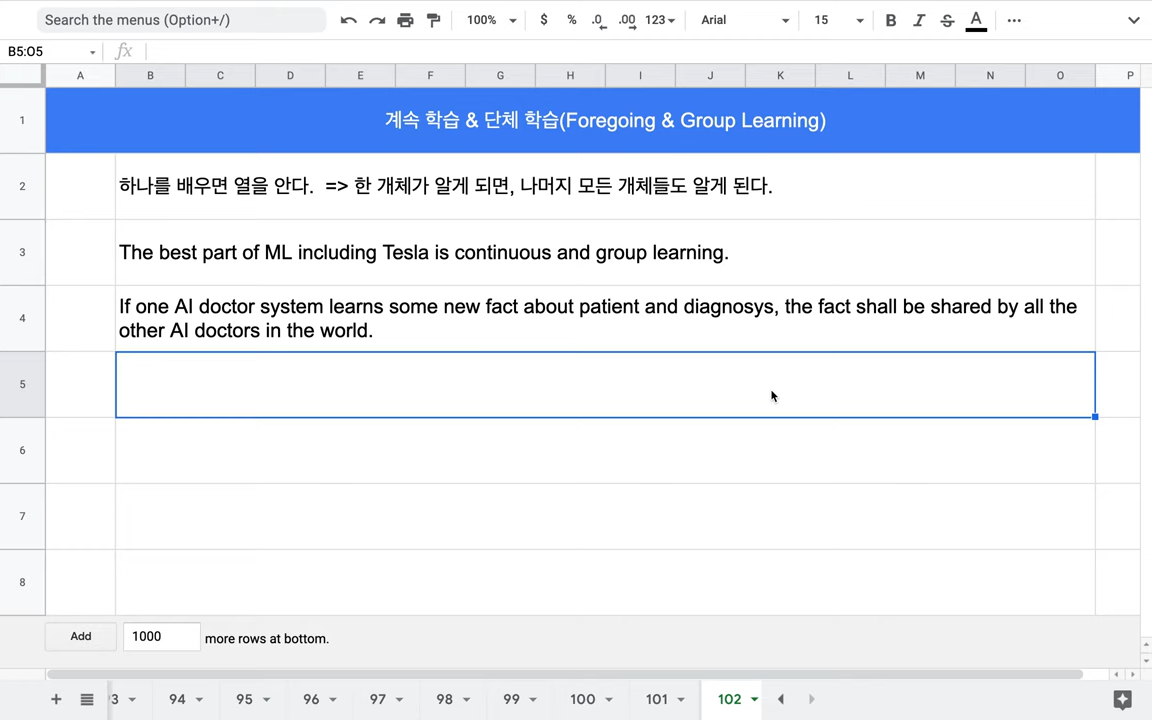 Search the menus (Option+/)
100%
$ % .0 .00 123
Arial
15
B I S A
B5:O5
fx
A B C D E F G H I J K L M N O P
1
계속 학습 & 단체 학습(Foregoing & Group Learning)
2
하나를 배우면 열을 안다. => 한 개체가 알게 되면, 나머지 모든 개체들도 알게 된다.
3
The best part of ML including Tesla is continuous and group learning.
4
If one AI doctor system learns some new fact about patient and diagnosys, the fact shall be shared by all the
other AI doctors in the world.
5
6
7
8
Add 1000 more rows at bottom.
3 94 95 96 97 98 99 100 101 102